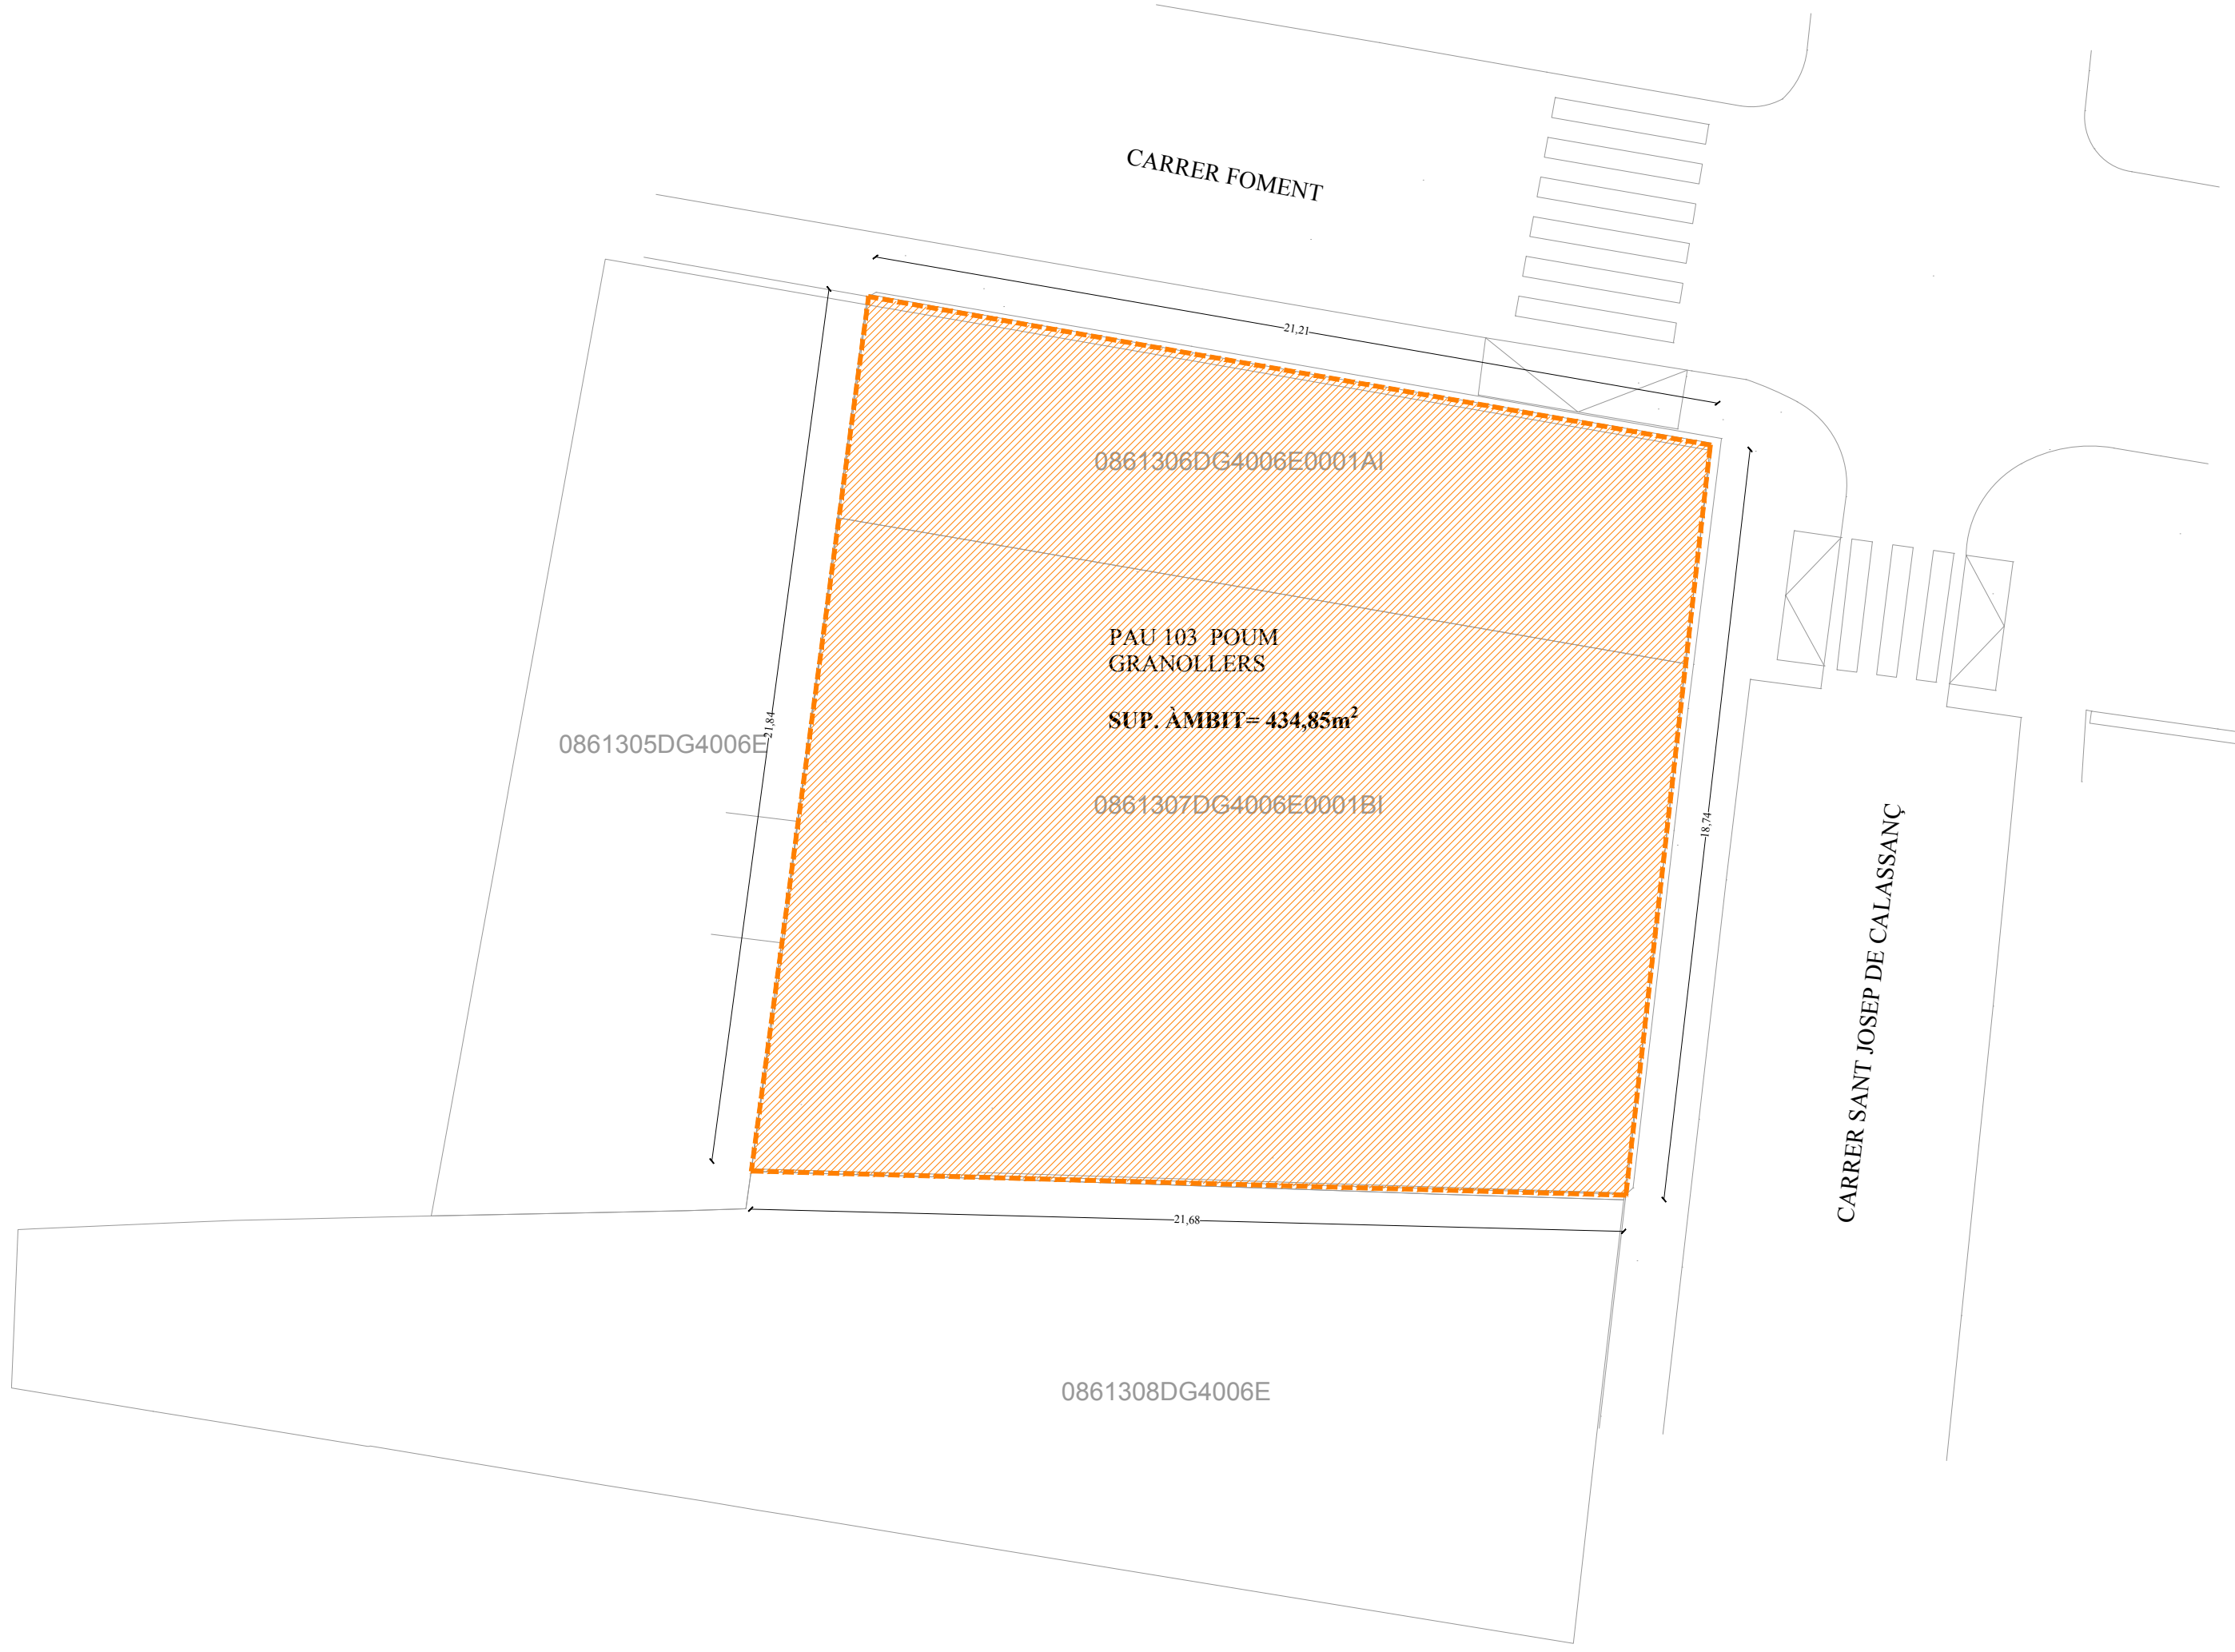 CARRER FOMENT
21,21
0861306DG4006E0001AI
PAU 103 POUM
GRANOLLERS
SUP. ÀMBIT= 434,85m²
21,84
0861305DG4006E
0861307DG4006E0001BI
18,74
CARRER SANT JOSEP DE CALASSANÇ
21,68
0861308DG4006E